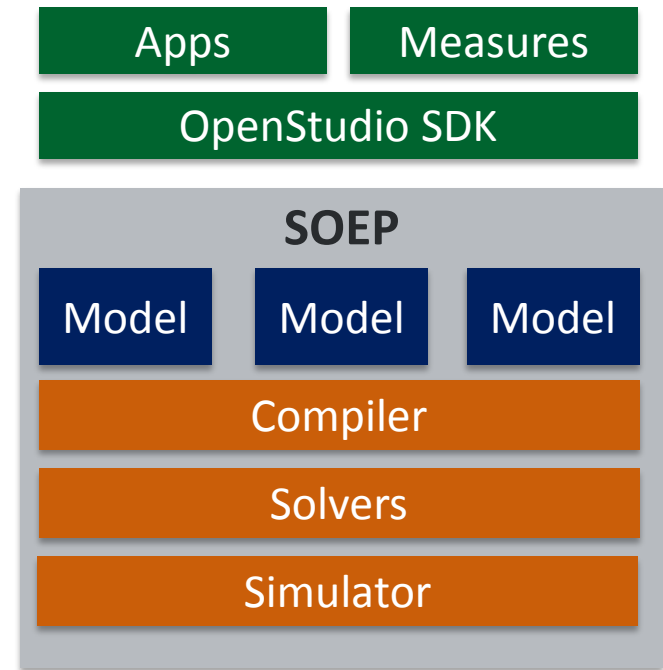 Apps Measures
OpenStudio SDK
SOEP
Model Model Model
Compiler
Solvers
Simulator